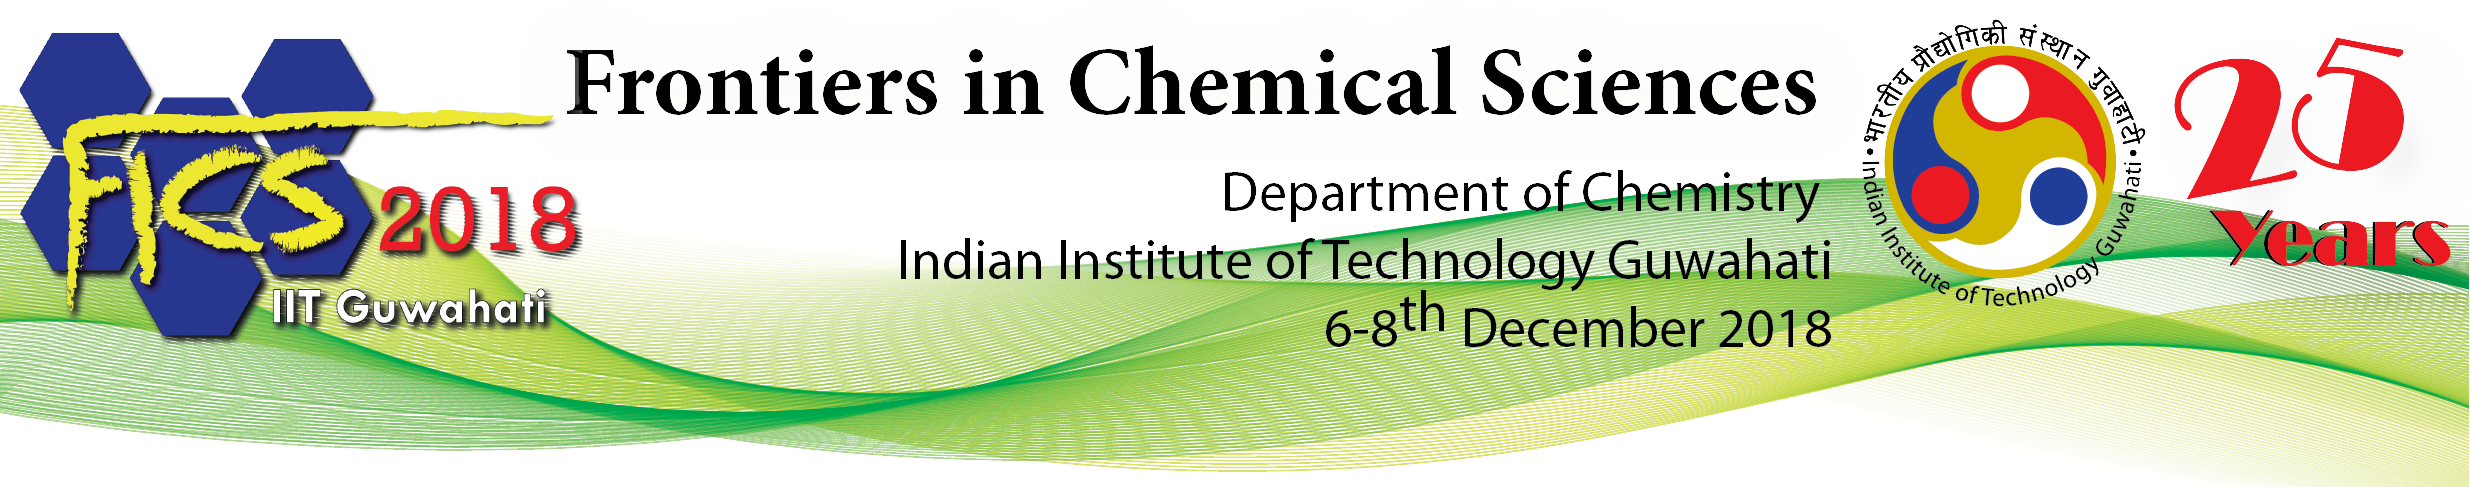 FICS
2018
IIT Guwahati
Frontiers in Chemical Sciences
Department of Chemistry
Indian Institute of Technology Guwahati
6-8th December 2018
भारतीय प्रौद्योगिकी संस्थान गुवाहाटी
Indian Institute of Technology Guwahati
25
Years